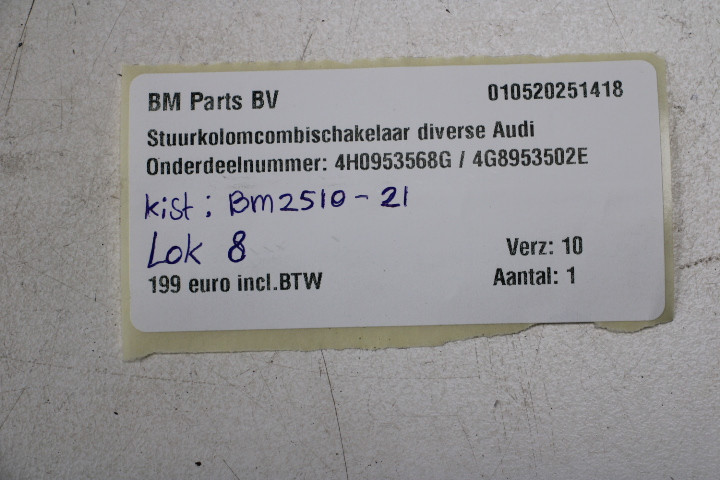 BM Parts BV 010520251418
Stuurkolomcombischakelaar diverse Audi
Onderdeelnummer: 4H0953568G / 4G8953502E
kist: Bm2510-21
Lok 8
Verz: 10
199 euro incl.BTW Aantal: 1